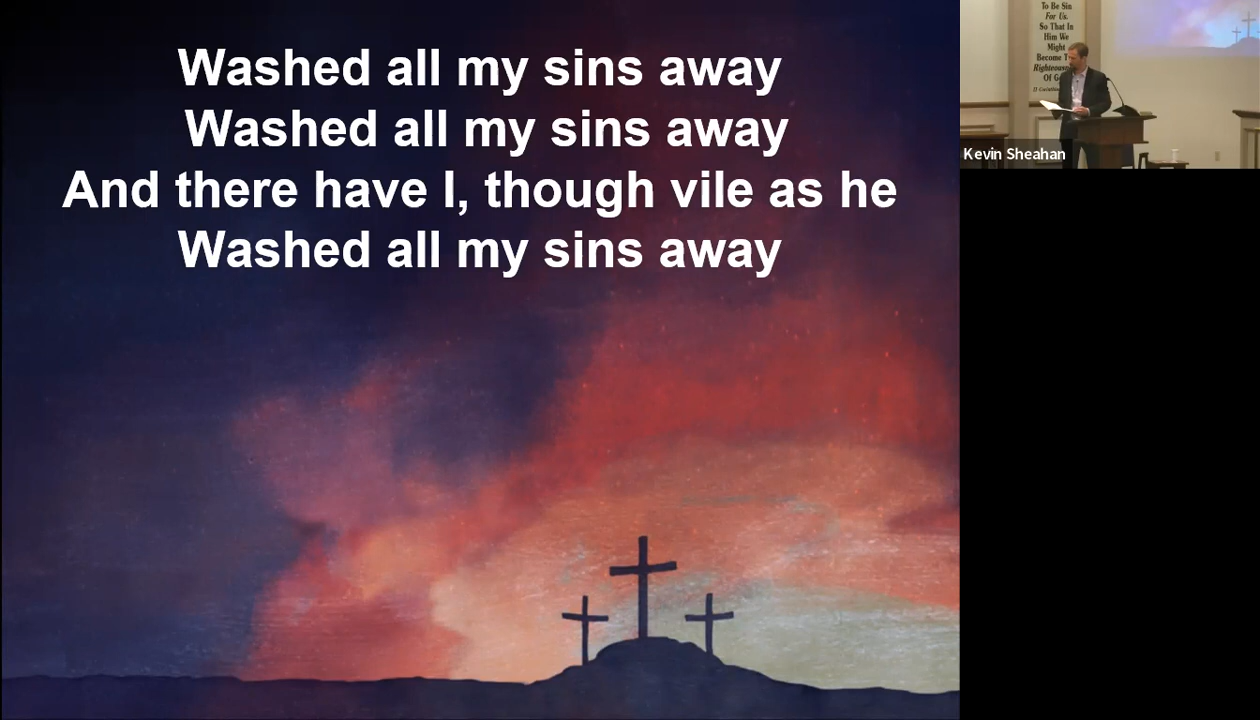 Washed all my sins away
Washed all my sins away
And there have I, though vile as he
Washed all my sins away
To Be Sin
For Us,
So That In
Him We
Might
Become
Of
Kevin Sheahan